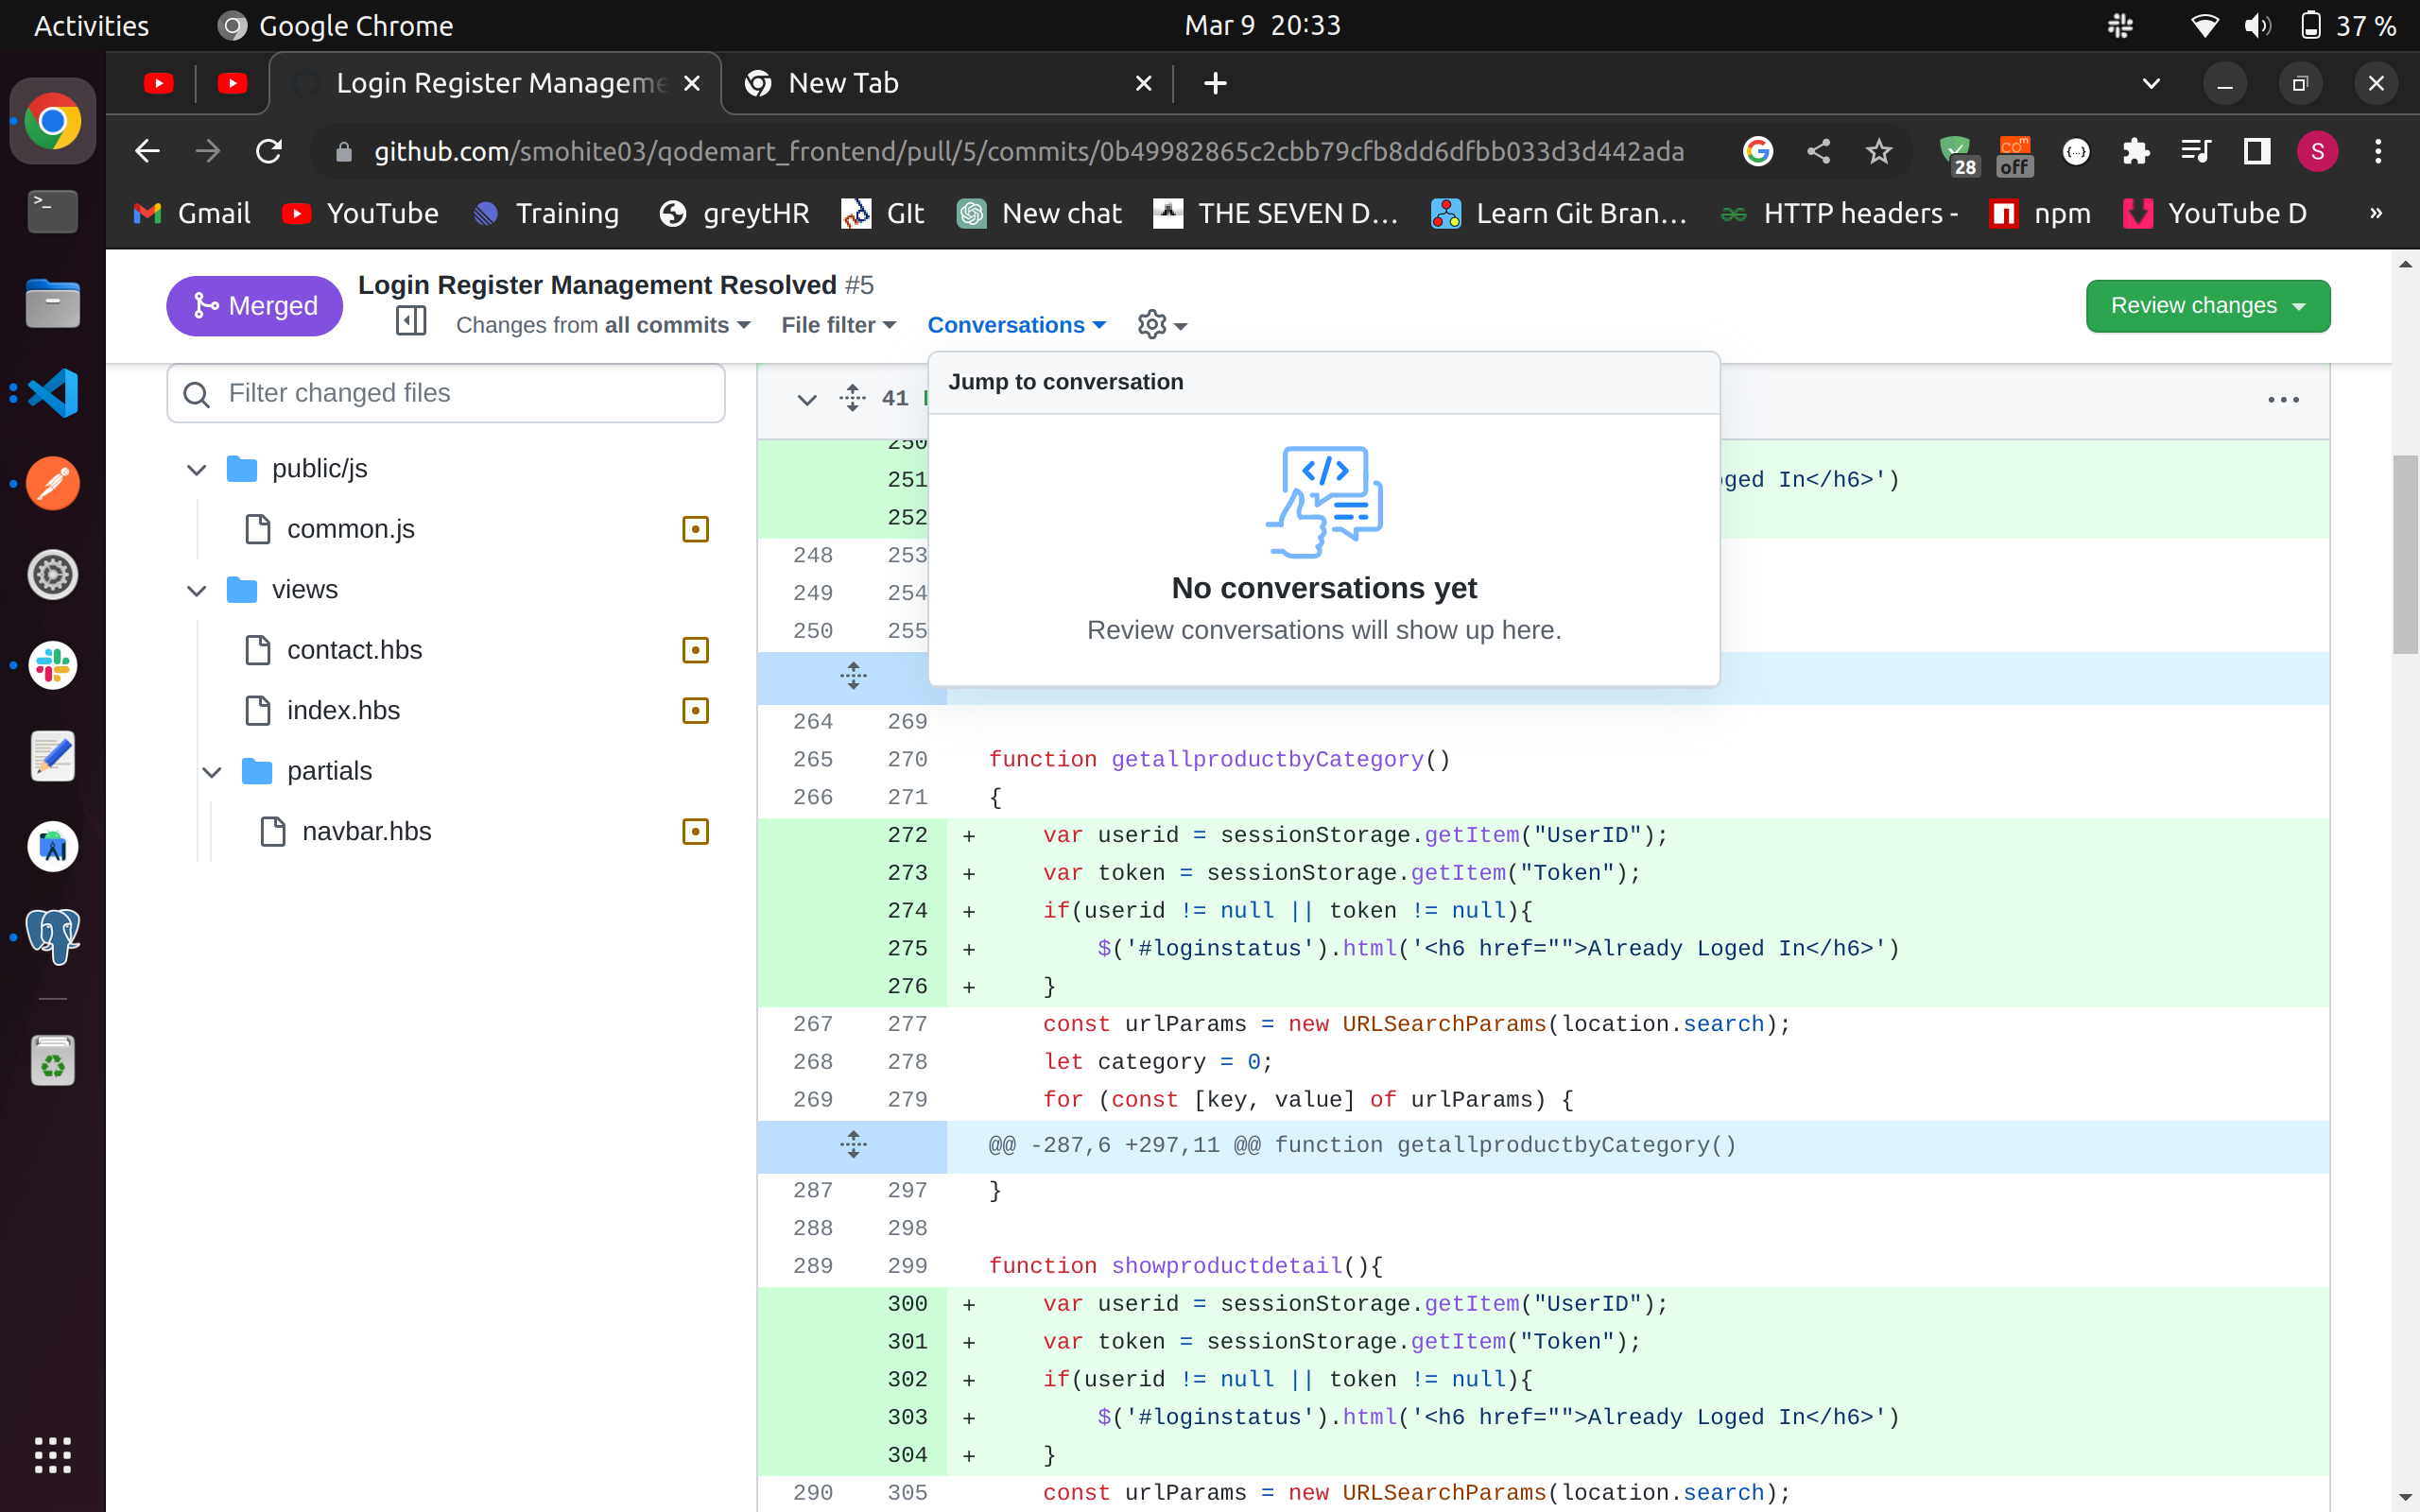 Activities
Google Chrome
Mar 9 20:33
37 %
Login Register Manageme
New Tab
github.com/smohite03/qodemart_frontend/pull/5/commits/0b49982865c2cbb79cfb8dd6dfbb033d3d442ada
28
off
S
Gmail
YouTube
Training
greytHR
GIt
New chat
THE SEVEN D...
Learn Git Bran...
HTTP headers -
npm
YouTube D
»
Merged
Login Register Management Resolved #5
Changes from all commits
File filter
Conversations
Review changes
Filter changed files
public/js
common.js
views
contact.hbs
index.hbs
partials
navbar.hbs
41
Jump to conversation
No conversations yet
Review conversations will show up here.
250
251 ged In</h6>')
252
248 253
249 254
250 255
264 269
265 270 function getallproductbyCategory()
266 271 {
272 + var userid = sessionStorage.getItem("UserID");
273 + var token = sessionStorage.getItem("Token");
274 + if(userid != null || token != null){
275 + $('#loginstatus').html('<h6 href="">Already Loged In</h6>')
276 + }
267 277 const urlParams = new URLSearchParams(location.search);
268 278 let category = 0;
269 279 for (const [key, value] of urlParams) {
@@ -287,6 +297,11 @@ function getallproductbyCategory()
287 297 }
288 298
289 299 function showproductdetail(){
300 + var userid = sessionStorage.getItem("UserID");
301 + var token = sessionStorage.getItem("Token");
302 + if(userid != null || token != null){
303 + $('#loginstatus').html('<h6 href="">Already Loged In</h6>')
304 + }
290 305 const urlParams = new URLSearchParams(location.search);